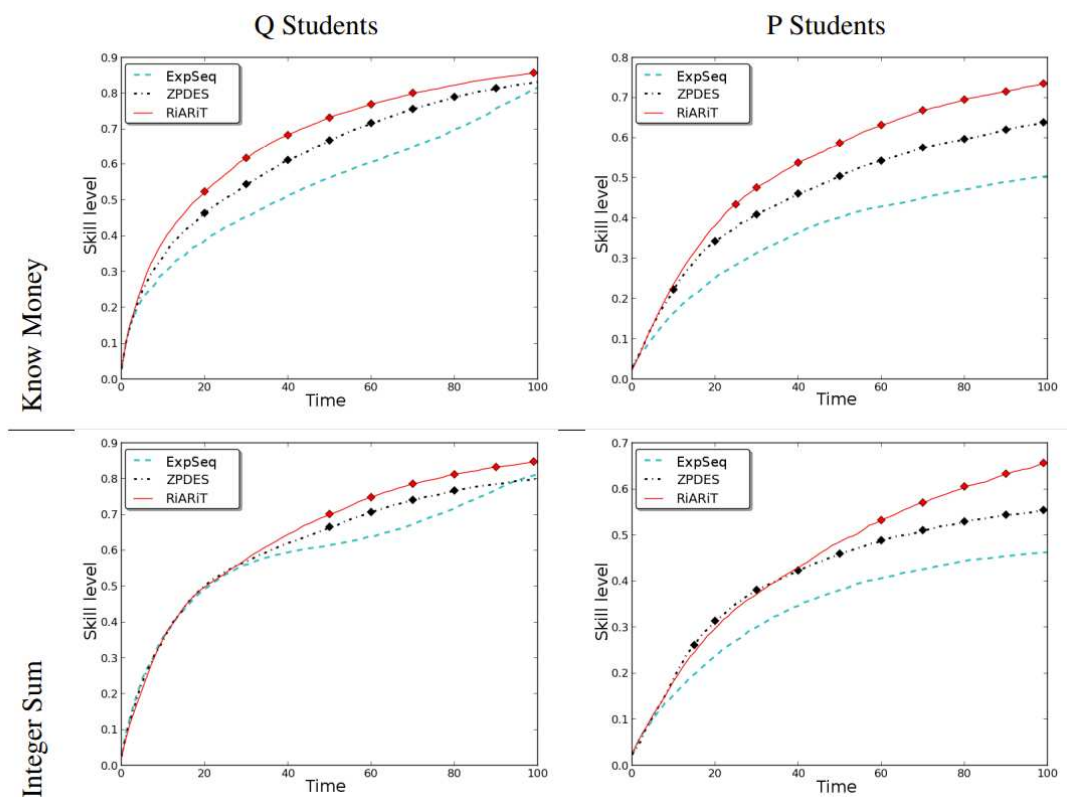 Q Students
P Students
Know Money
0.9
0.8
0.7
0.6
0.5
0.4
0.3
0.2
0.1
0.0
Skill level
ExpSeq
ZPDES
RiARiT
0 20 40 60 80 100
Time
0.8
0.7
0.6
0.5
0.4
0.3
0.2
0.1
0.0
Skill level
ExpSeq
ZPDES
RiARiT
0 20 40 60 80 100
Time
Integer Sum
0.9
0.8
0.7
0.6
0.5
0.4
0.3
0.2
0.1
0.0
Skill level
ExpSeq
ZPDES
RiARiT
0 20 40 60 80 100
Time
0.7
0.6
0.5
0.4
0.3
0.2
0.1
0.0
Skill level
ExpSeq
ZPDES
RiARiT
0 20 40 60 80 100
Time